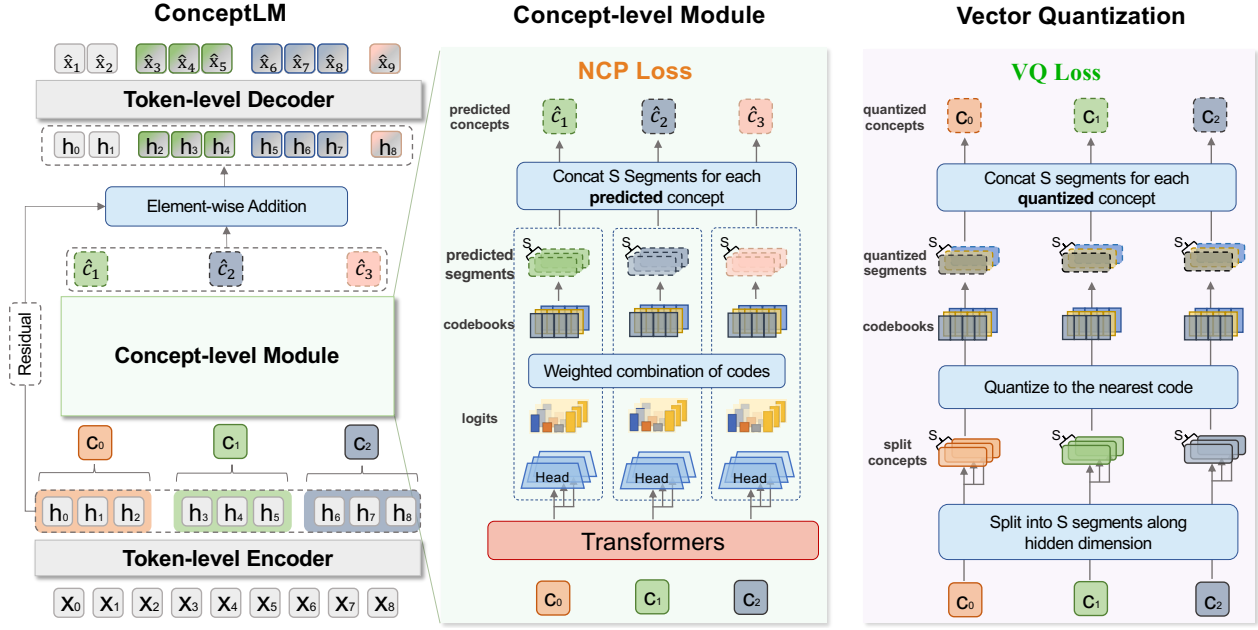 ConceptLM
x̂₁ x̂₂ x̂₃ x̂₄ x̂₅ x̂₆ x̂₇ x̂₈ x̂₉
Token-level Decoder
h₀ h₁ h₂ h₃ h₄ h₅ h₆ h₇ h₈
Element-wise Addition
ĉ₁ ĉ₂ ĉ₃
Residual
Concept-level Module
C₀ C₁ C₂
h₀ h₁ h₂ h₃ h₄ h₅ h₆ h₇ h₈
Token-level Encoder
X₀ X₁ X₂ X₃ X₄ X₅ X₆ X₇ X₈
Concept-level Module
NCP Loss
predicted
concepts
ĉ₁ ĉ₂ ĉ₃
Concat S Segments for each
predicted concept
predicted
segments
S S S
codebooks
Weighted combination of codes
logits
Head Head Head
Transformers
C₀ C₁ C₂
Vector Quantization
VQ Loss
quantized
concepts
C₀ C₁ C₂
Concat S segments for each
quantized concept
quantized
segments
S S S
codebooks
Quantize to the nearest code
split
concepts
S S S
Split into S segments along
hidden dimension
C₀ C₁ C₂